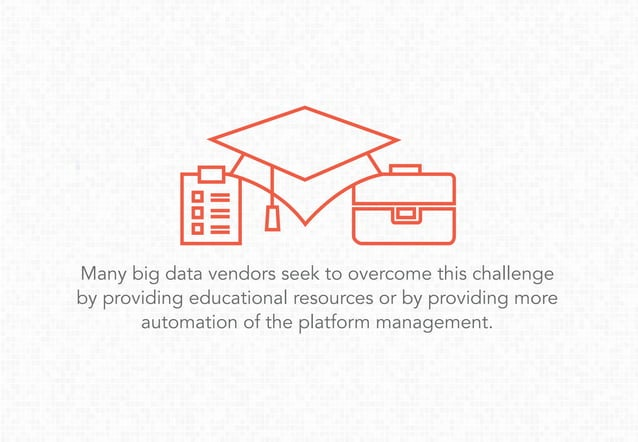 Many big data vendors seek to overcome this challenge
by providing educational resources or by providing more
automation of the platform management.